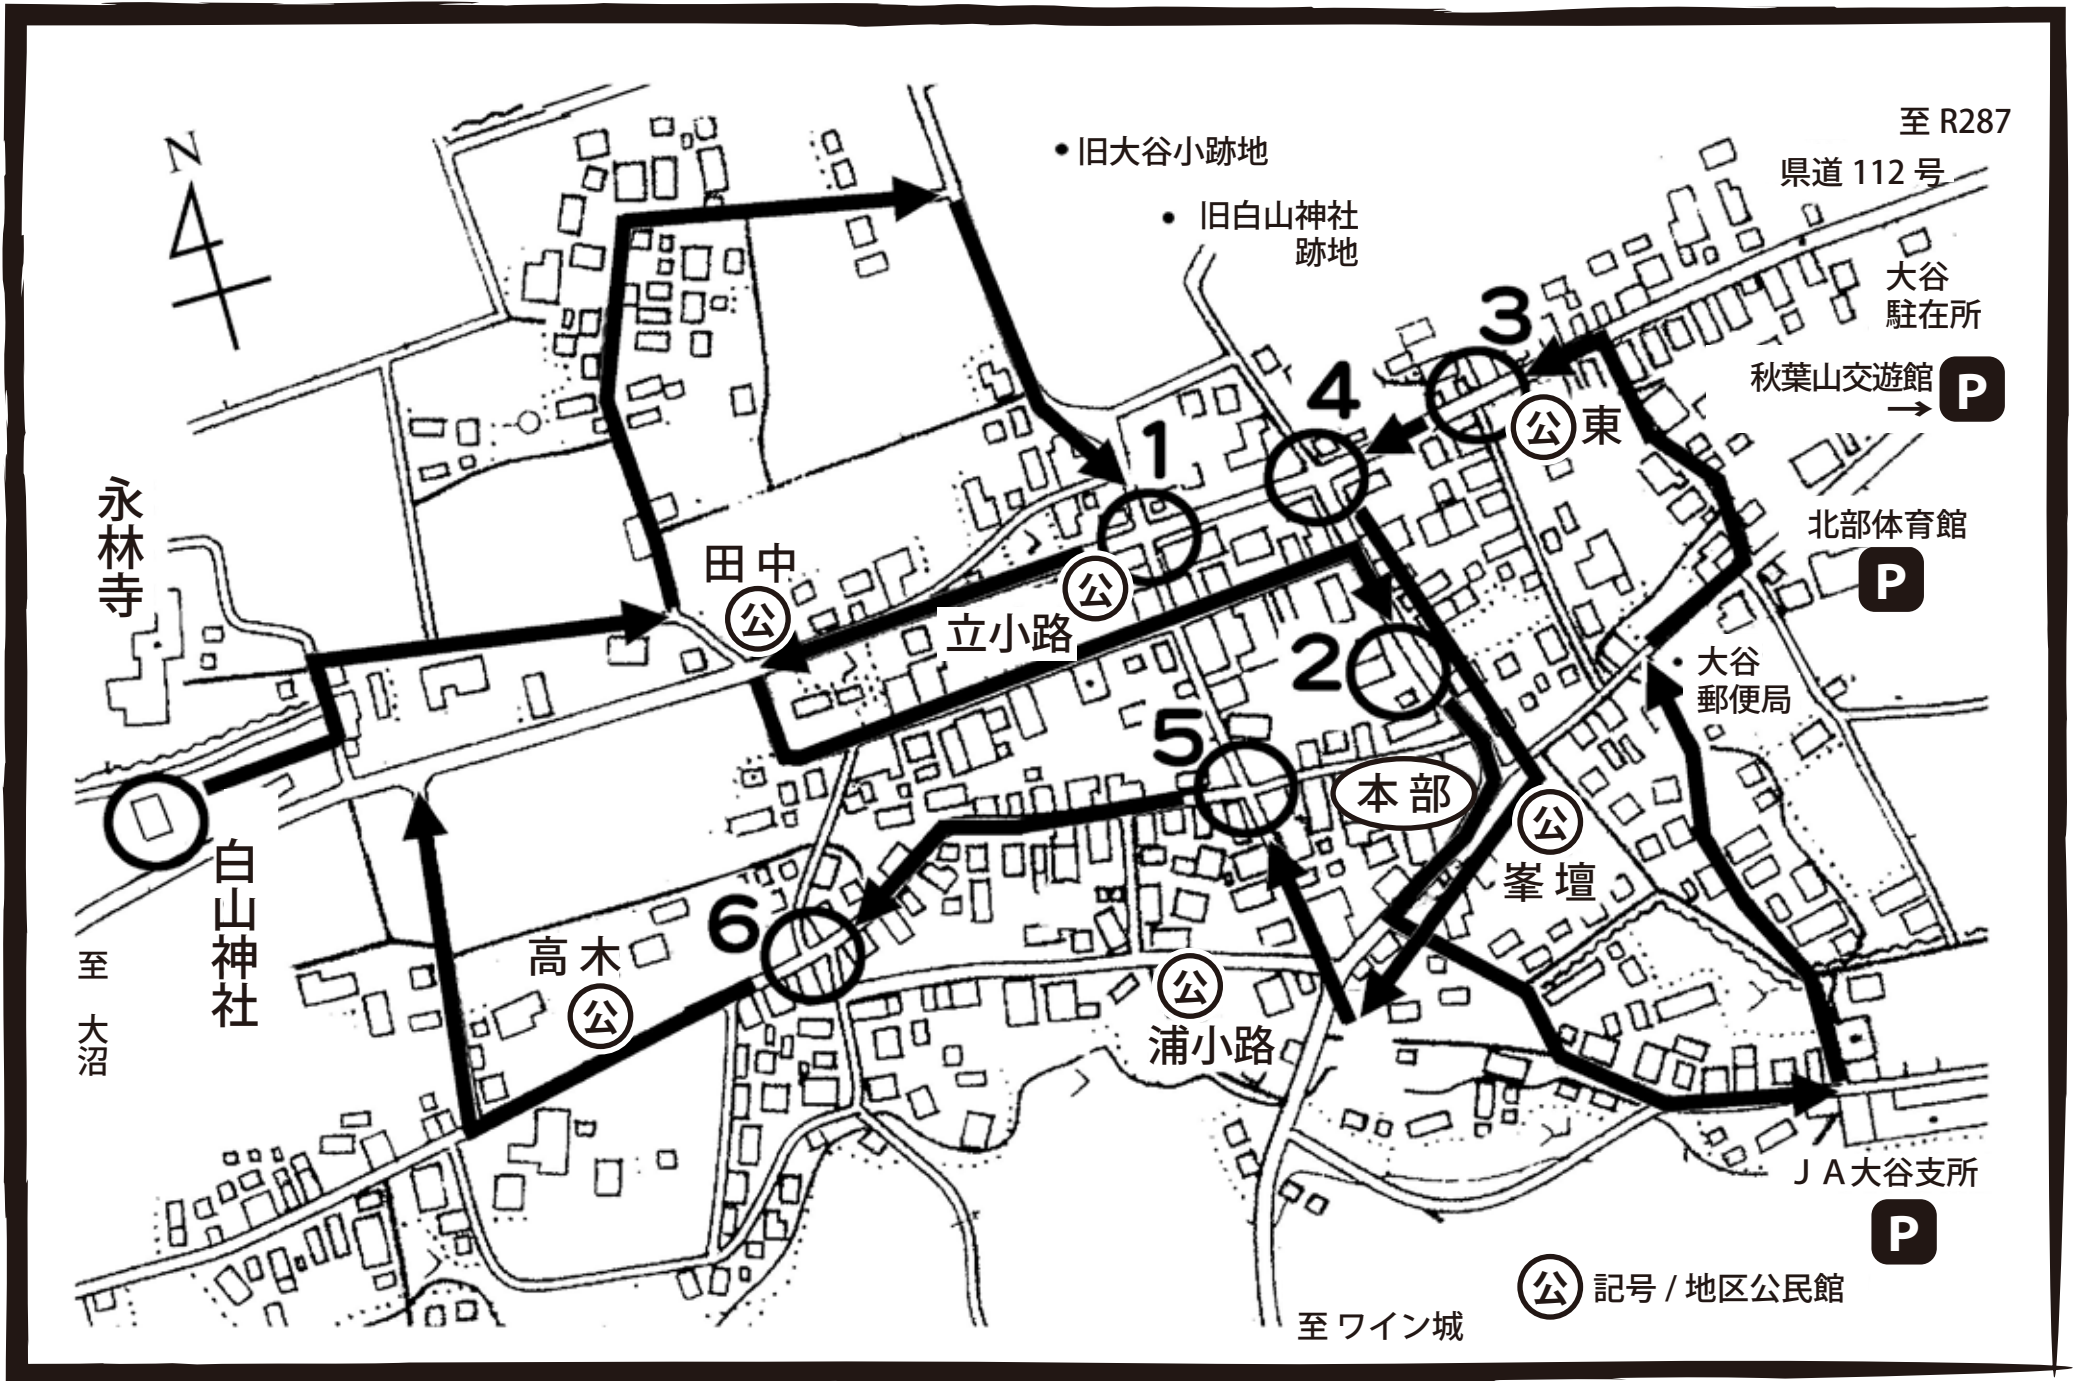 N
旧大谷小跡地
旧白山神社
跡地
至 R287
県道 112 号
大谷
駐在所
秋葉山交遊館
→
P
北部体育館
P
3
公 東
4
1
公
立小路
田 中
公
永林寺
2
大谷
郵便局
5
本 部
公
峯 壇
白山神社
至 大沼
6
高 木
公
公
浦小路
ＪＡ大谷支所
P
公 記号 / 地区公民館
至 ワイン城